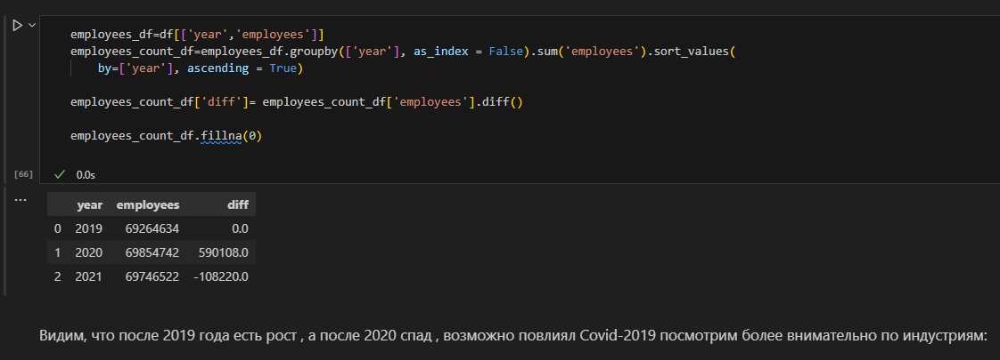 employees_df=df[['year','employees']]
employees_count_df=employees_df.groupby(['year'], as_index = False).sum('employees').sort_values(
by=['year'], ascending = True)
employees_count_df['diff']= employees_count_df['employees'].diff()
employees_count_df.fillna(0)
[66] 0.0s
...
year employees diff
0 2019 69264634 0.0
1 2020 69854742 590108.0
2 2021 69746522 -108220.0
Видим, что после 2019 года есть рост , а после 2020 спад , возможно повлиял Covid-2019 посмотрим более внимательно по индустриям: